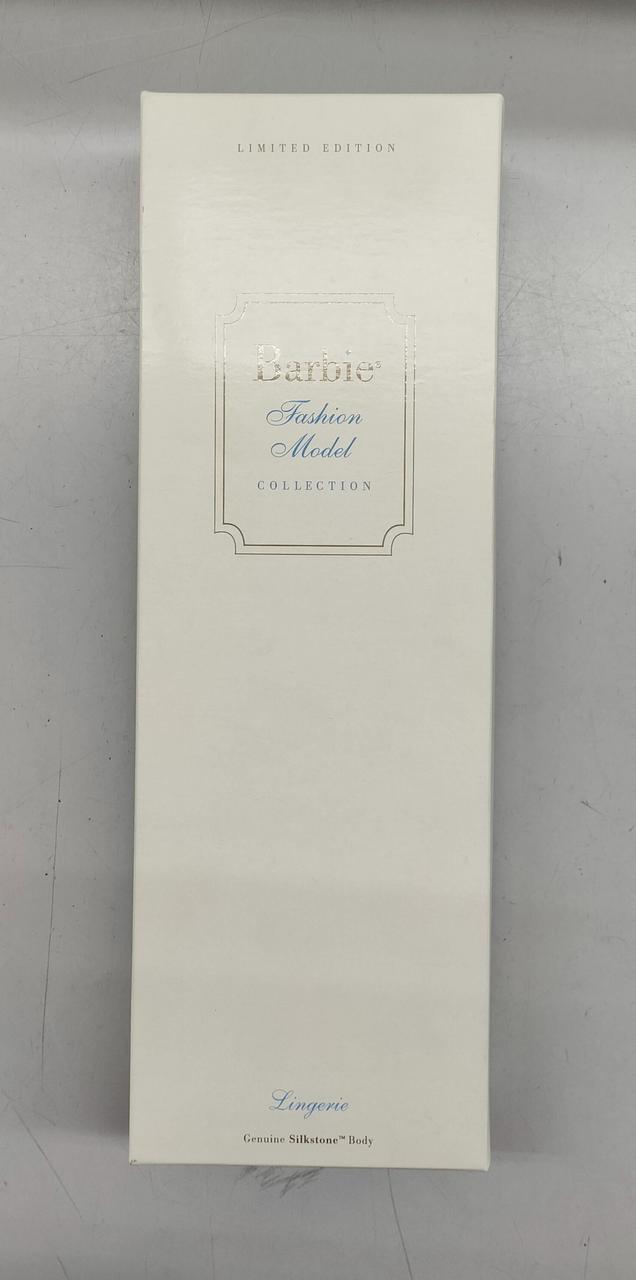 LIMITED EDITION
Barbie®
Fashion
Model
COLLECTION
Lingerie
Genuine Silkstone™ Body